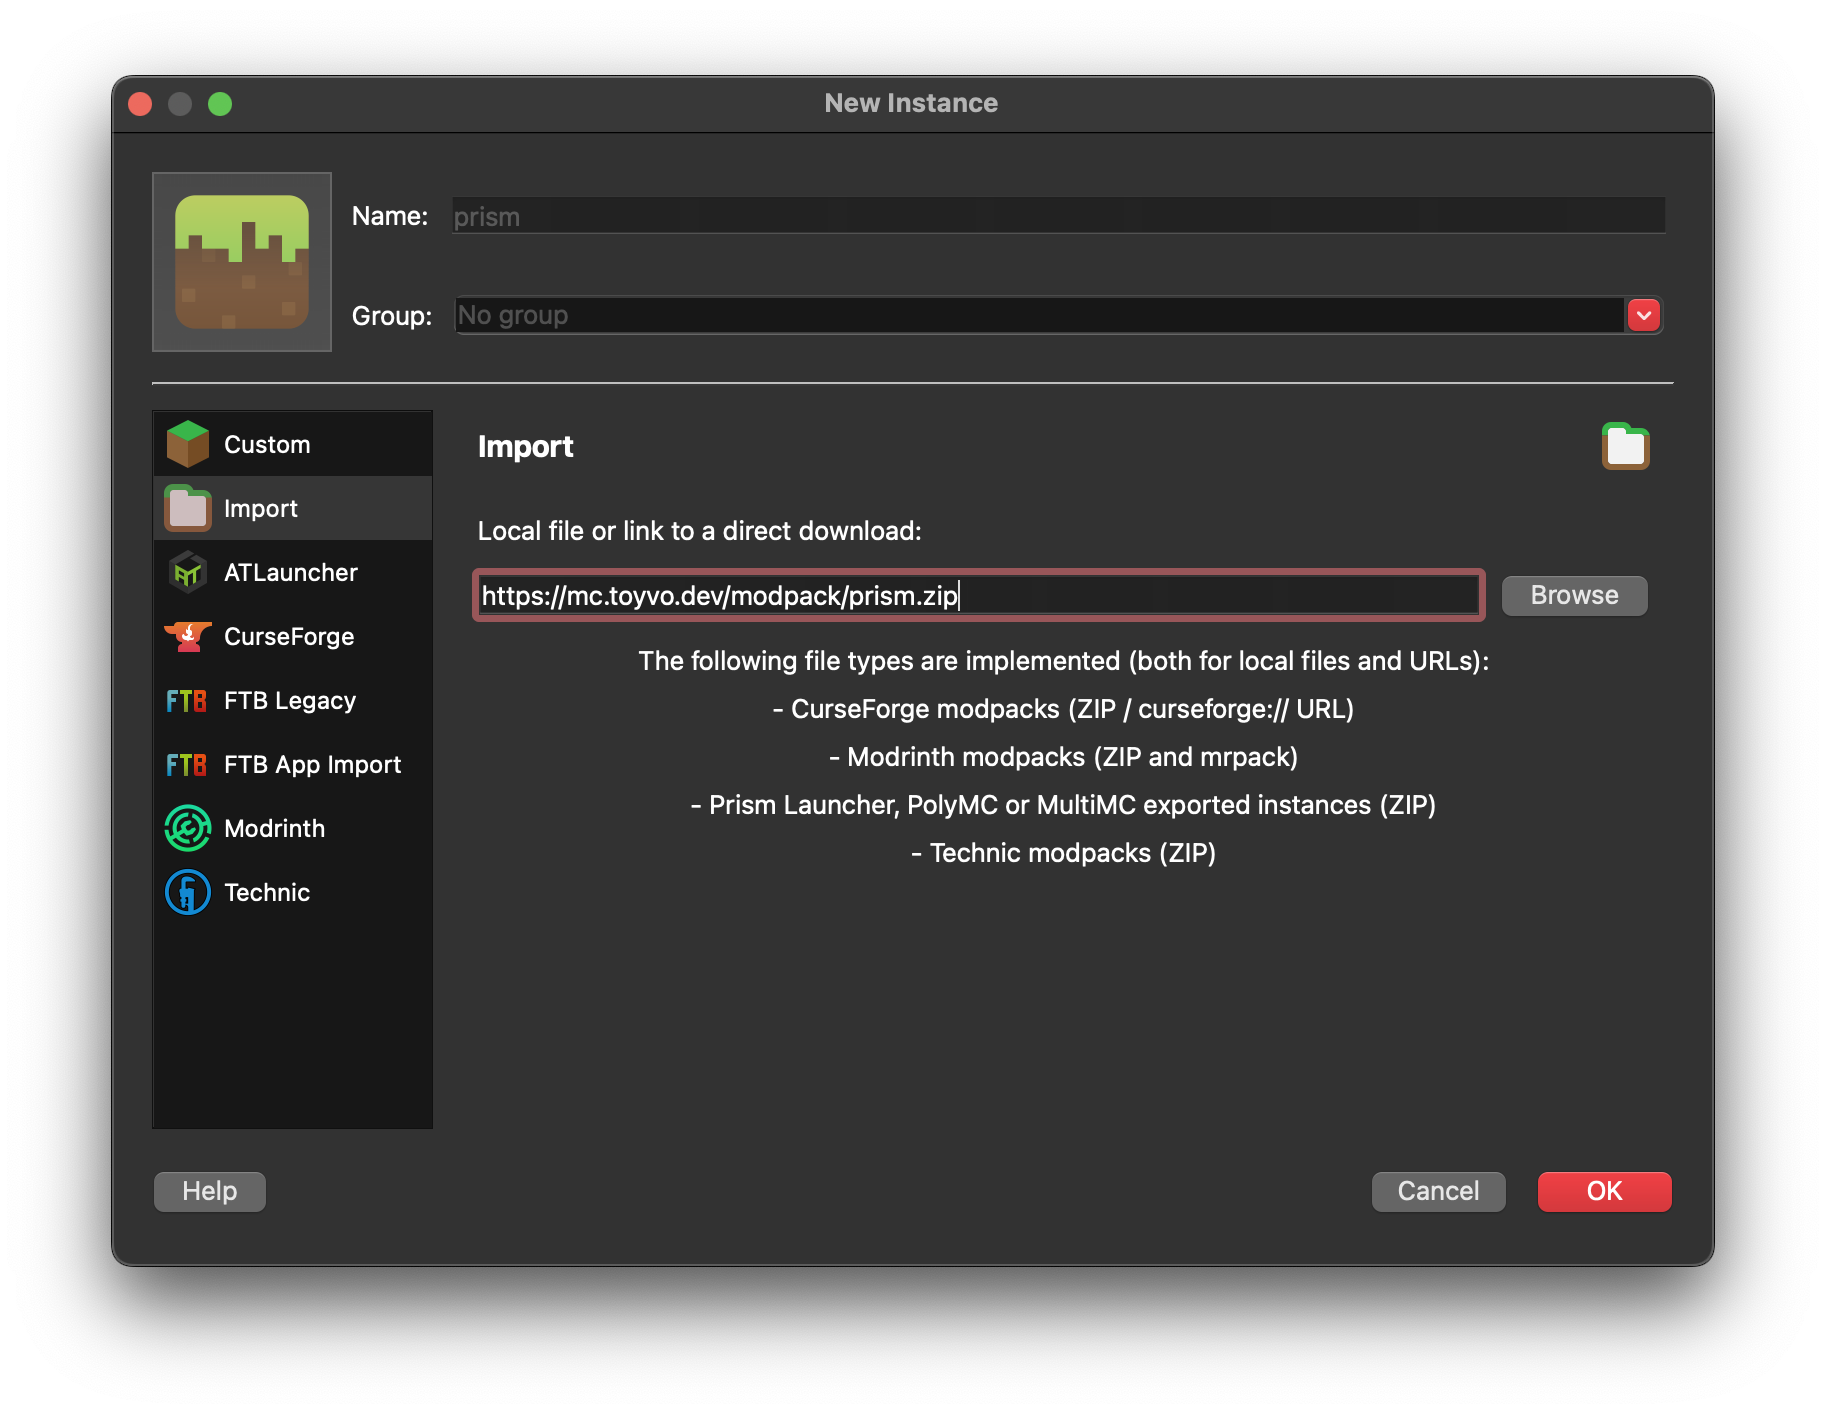 New Instance
Name: prism
Group: No group
Custom
Import
ATLauncher
CurseForge
FTB FTB Legacy
FTB FTB App Import
Modrinth
Technic
Import
Local file or link to a direct download:
https://mc.toyvo.dev/modpack/prism.zip Browse
The following file types are implemented (both for local files and URLs):
- CurseForge modpacks (ZIP / curseforge:// URL)
- Modrinth modpacks (ZIP and mrpack)
- Prism Launcher, PolyMC or MultiMC exported instances (ZIP)
- Technic modpacks (ZIP)
Help Cancel OK